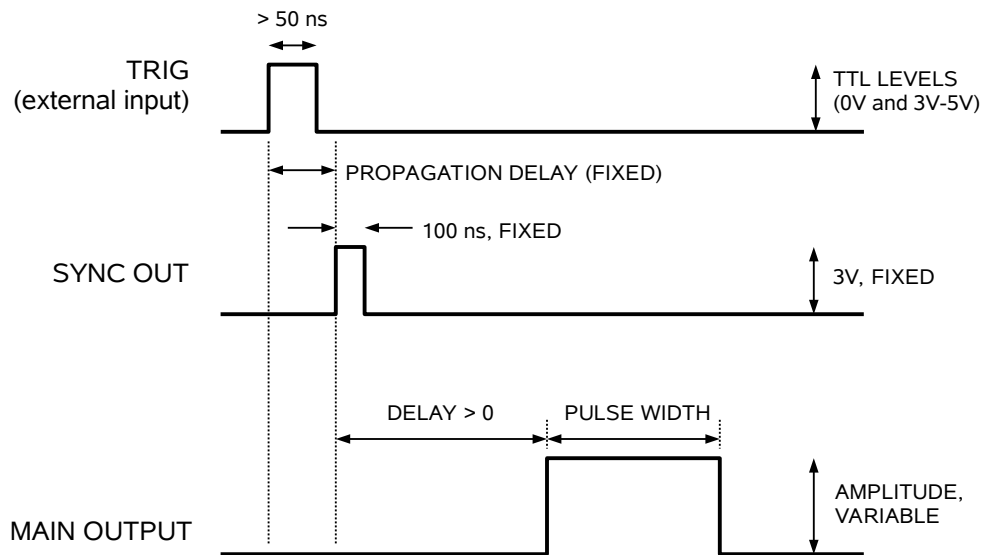 > 50 ns
TRIG
(external input)
TTL LEVELS
(0V and 3V-5V)
PROPAGATION DELAY (FIXED)
100 ns, FIXED
SYNC OUT
3V, FIXED
DELAY > 0
PULSE WIDTH
AMPLITUDE,
VARIABLE
MAIN OUTPUT